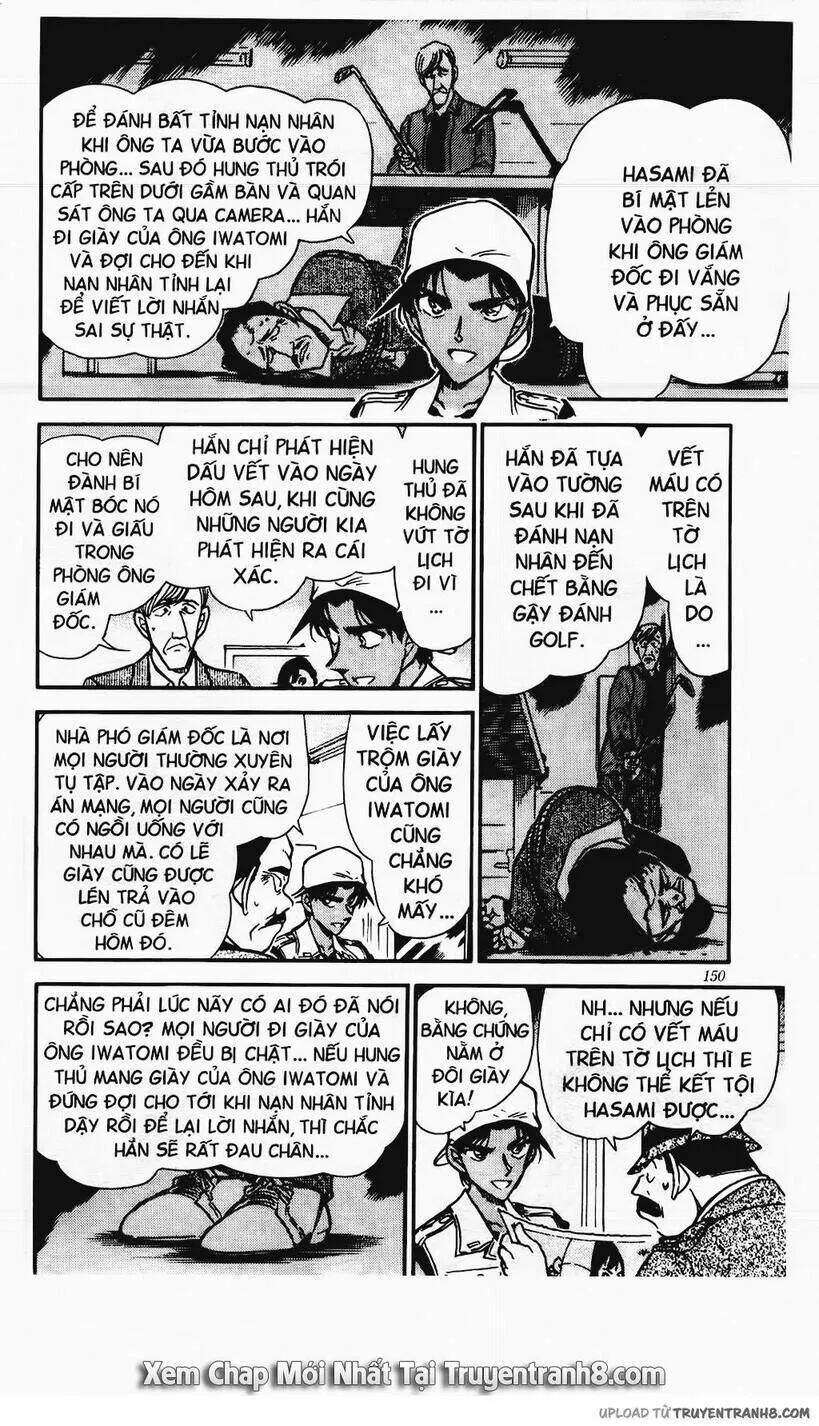 HASAMI ĐÃ
BÍ MẬT LẺN
VÀO PHÒNG
KHI ÔNG GIÁM
ĐỐC ĐI VẮNG
VÀ PHỤC SẴN
Ở ĐẤY...
ĐỂ ĐÁNH BẤT TỈNH NẠN NHÂN
KHI ÔNG TA VỪA BƯỚC VÀO
PHÒNG... SAU ĐÓ HUNG THỦ TRÓI
CẤP TRÊN DƯỚI GẦM BÀN VÀ QUAN
SÁT ÔNG TA QUA CAMERA... HẮN
ĐI GIÀY CỦA ÔNG IWATOMI
VÀ ĐỢI CHO ĐẾN KHI
NẠN NHÂN TỈNH LẠI
ĐỂ VIẾT LỜI NHẮN
SAI SỰ THẬT.
VẾT
MÁU CÓ
TRÊN
TỜ
LỊCH
LÀ
DO
...
HẮN ĐÃ TỰA
VÀO TƯỜNG
SAU KHI ĐÃ
ĐÁNH NẠN
NHÂN ĐẾN
CHẾT BẰNG
GẬY ĐÁNH
GOLF.
HUNG
THỦ ĐÃ
KHÔNG
VỨT TỜ
LỊCH
ĐI VÌ
...
HẮN CHỈ PHÁT HIỆN
DẤU VẾT VÀO NGÀY
HÔM SAU, KHI CÙNG
NHỮNG NGƯỜI KIA
PHÁT HIỆN RA CÁI
XÁC.
CHO NÊN
ĐÀNH BÍ
MẬT BÓC NÓ
ĐI VÀ GIẤU
TRONG
PHÒNG ÔNG
GIÁM
ĐỐC.
VIỆC LẤY
TRỘM GIÀY
CỦA ÔNG
IWATOMI
CŨNG
CHẲNG
KHÓ
MẤY...
NHÀ PHÓ GIÁM ĐỐC LÀ NƠI
MỌI NGƯỜI THƯỜNG XUYÊN
TỤ TẬP. VÀO NGÀY XẢY RA
ÁN MẠNG, MỌI NGƯỜI CŨNG
CÓ NGỒI UỐNG VỚI
NHAU MÀ. CÓ LẼ
GIÀY CŨNG ĐƯỢC
LÉN TRẢ VÀO
CHỖ CŨ ĐÊM
HÔM ĐÓ.
150
NH... NHƯNG NẾU
CHỈ CÓ VẾT MÁU
TRÊN TỜ LỊCH THÌ E
KHÔNG THỂ KẾT TỘI
HASAMI ĐƯỢC...
KHÔNG,
BẰNG CHỨNG
NẰM Ở
ĐÔI GIÀY
KÌA!
CHẲNG PHẢI LÚC NÃY CÓ AI ĐÓ ĐÃ NÓI
RỒI SAO? MỌI NGƯỜI ĐI GIÀY CỦA
ÔNG IWATOMI ĐỀU BỊ CHẬT... NẾU HUNG
THỦ MANG GIÀY CỦA ÔNG IWATOMI VÀ
ĐỨNG ĐỢI CHO TỚI KHI NẠN NHÂN TỈNH
DẬY RỒI ĐỂ LẠI LỜI NHẮN, THÌ CHẮC
HẲN SẼ RẤT ĐAU CHÂN...
Xem Chap Mới Nhất Tại Truyentranh8.com
UPLOAD TỪ TRUYENTRANH8.COM